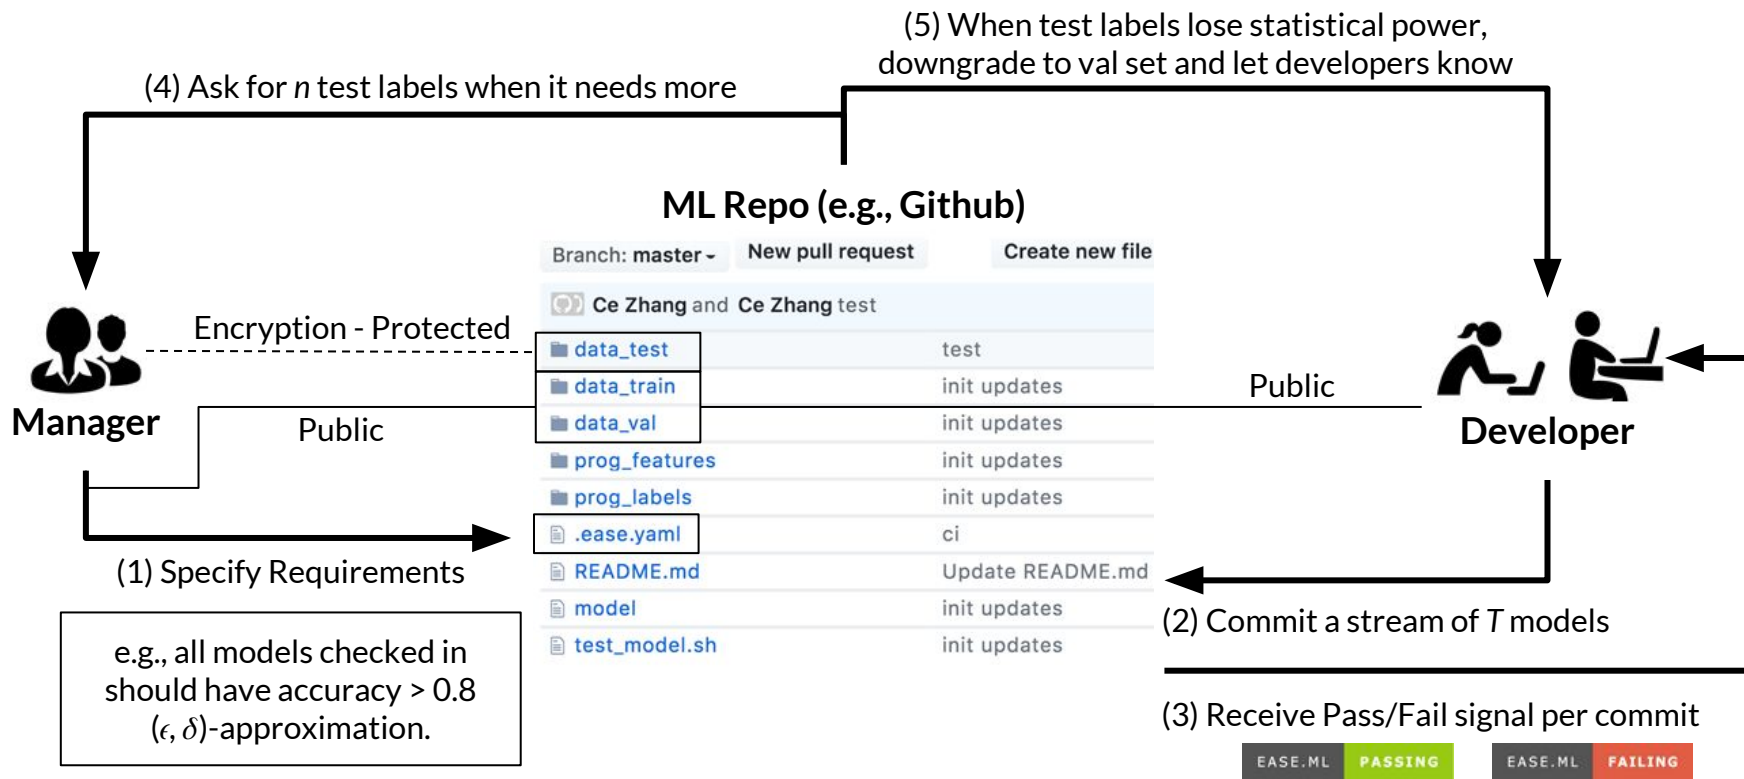 (5) When test labels lose statistical power,
downgrade to val set and let developers know
(4) Ask for n test labels when it needs more
ML Repo (e.g., Github)
Branch: master
New pull request
Create new file
Ce Zhang and Ce Zhang test
Encryption - Protected
data_test test
data_train init updates
Public
data_val init updates
Public
Manager
Developer
prog_features init updates
prog_labels init updates
.ease.yaml ci
README.md Update README.md
model init updates
test_model.sh init updates
(1) Specify Requirements
e.g., all models checked in
should have accuracy > 0.8
(ϵ, δ)-approximation.
(2) Commit a stream of T models
(3) Receive Pass/Fail signal per commit
EASE.ML PASSING
EASE.ML FAILING